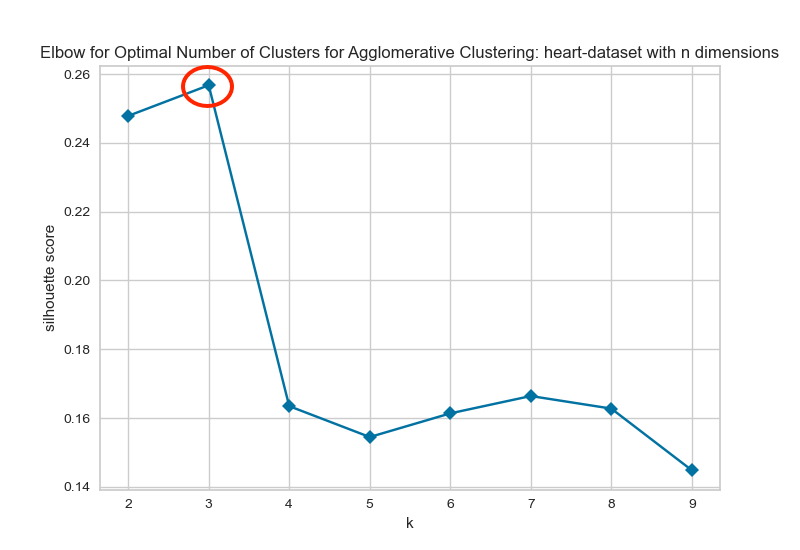 Elbow for Optimal Number of Clusters for Agglomerative Clustering: heart-dataset with n dimensions
0.26
0.24
0.22
0.20
0.18
0.16
0.14
silhouette score
2 3 4 5 6 7 8 9
k